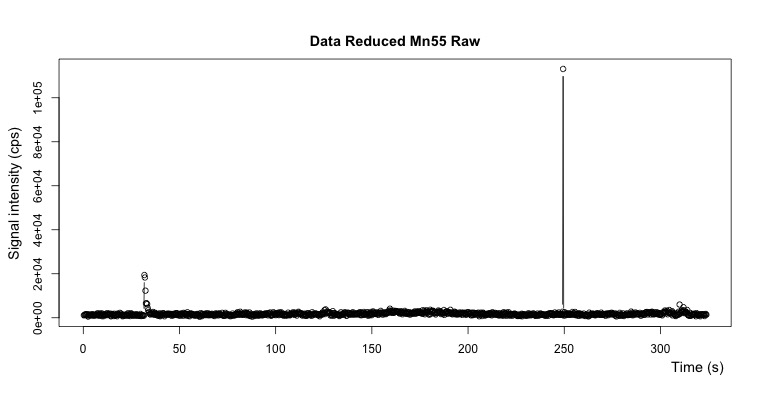 Data Reduced Mn55 Raw
Signal intensity (cps)
1e+05
8e+04
6e+04
4e+04
2e+04
0e+00
0 50 100 150 200 250 300
Time (s)